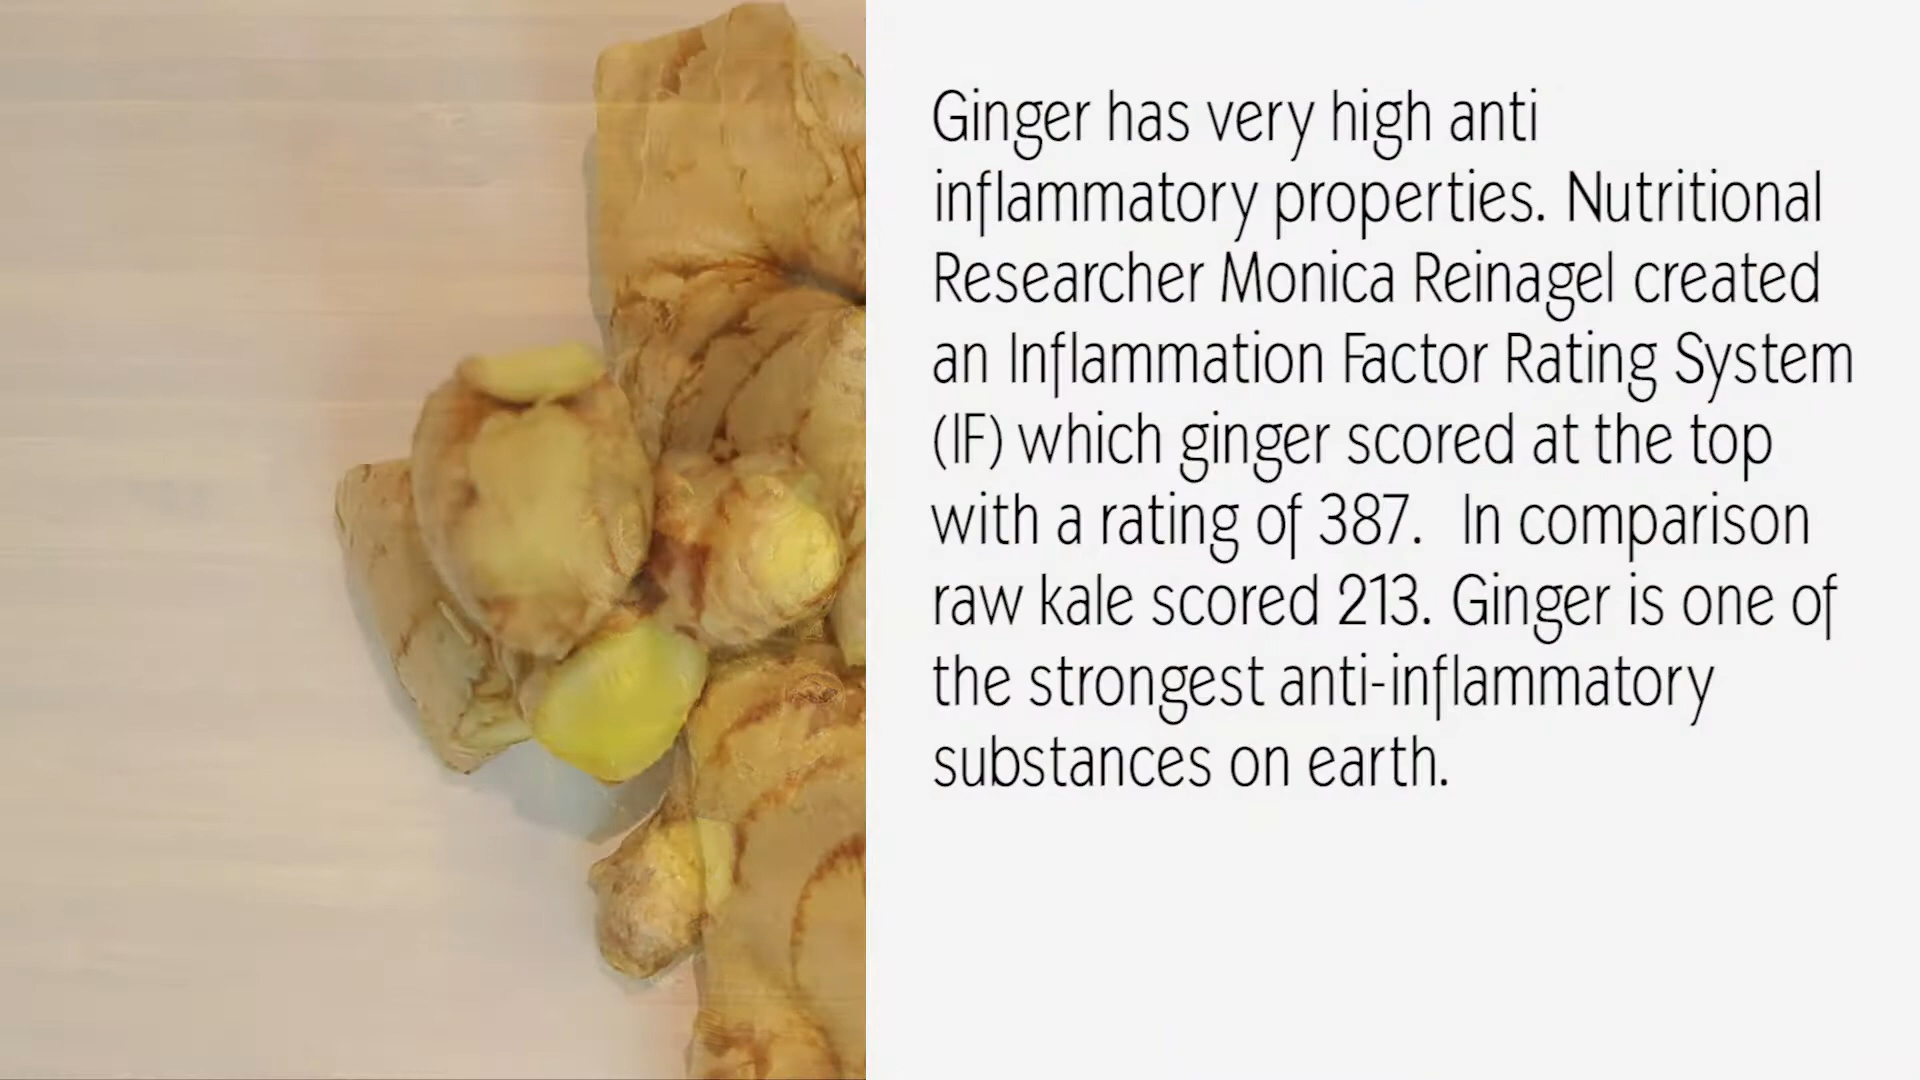 Ginger has very high anti
inflammatory properties. Nutritional
Researcher Monica Reinagel created
an Inflammation Factor Rating System
(IF) which ginger scored at the top
with a rating of 387.  In comparison
raw kale scored 213. Ginger is one of
the strongest anti-inflammatory
substances on earth.